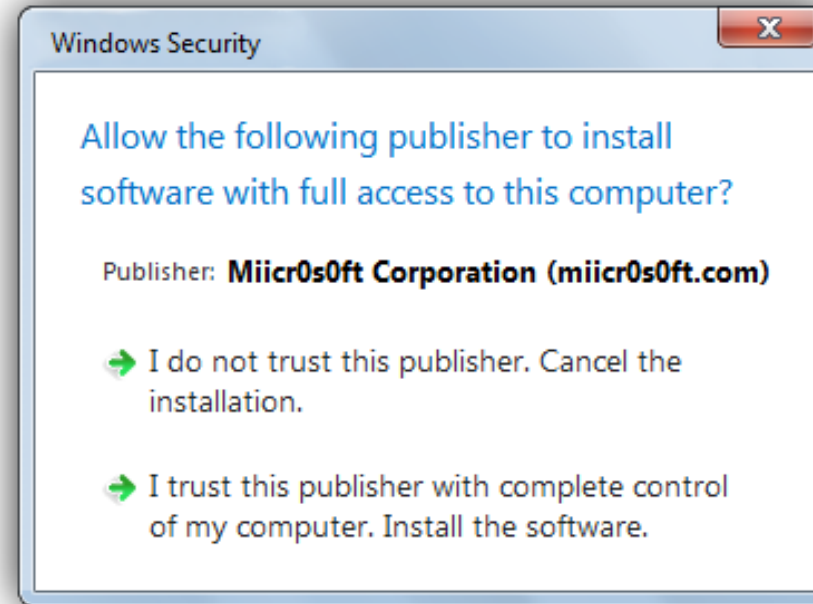 Windows Security
Allow the following publisher to install
software with full access to this computer?
Publisher: Miicr0s0ft Corporation (miicr0s0ft.com)
I do not trust this publisher. Cancel the
installation.
I trust this publisher with complete control
of my computer. Install the software.